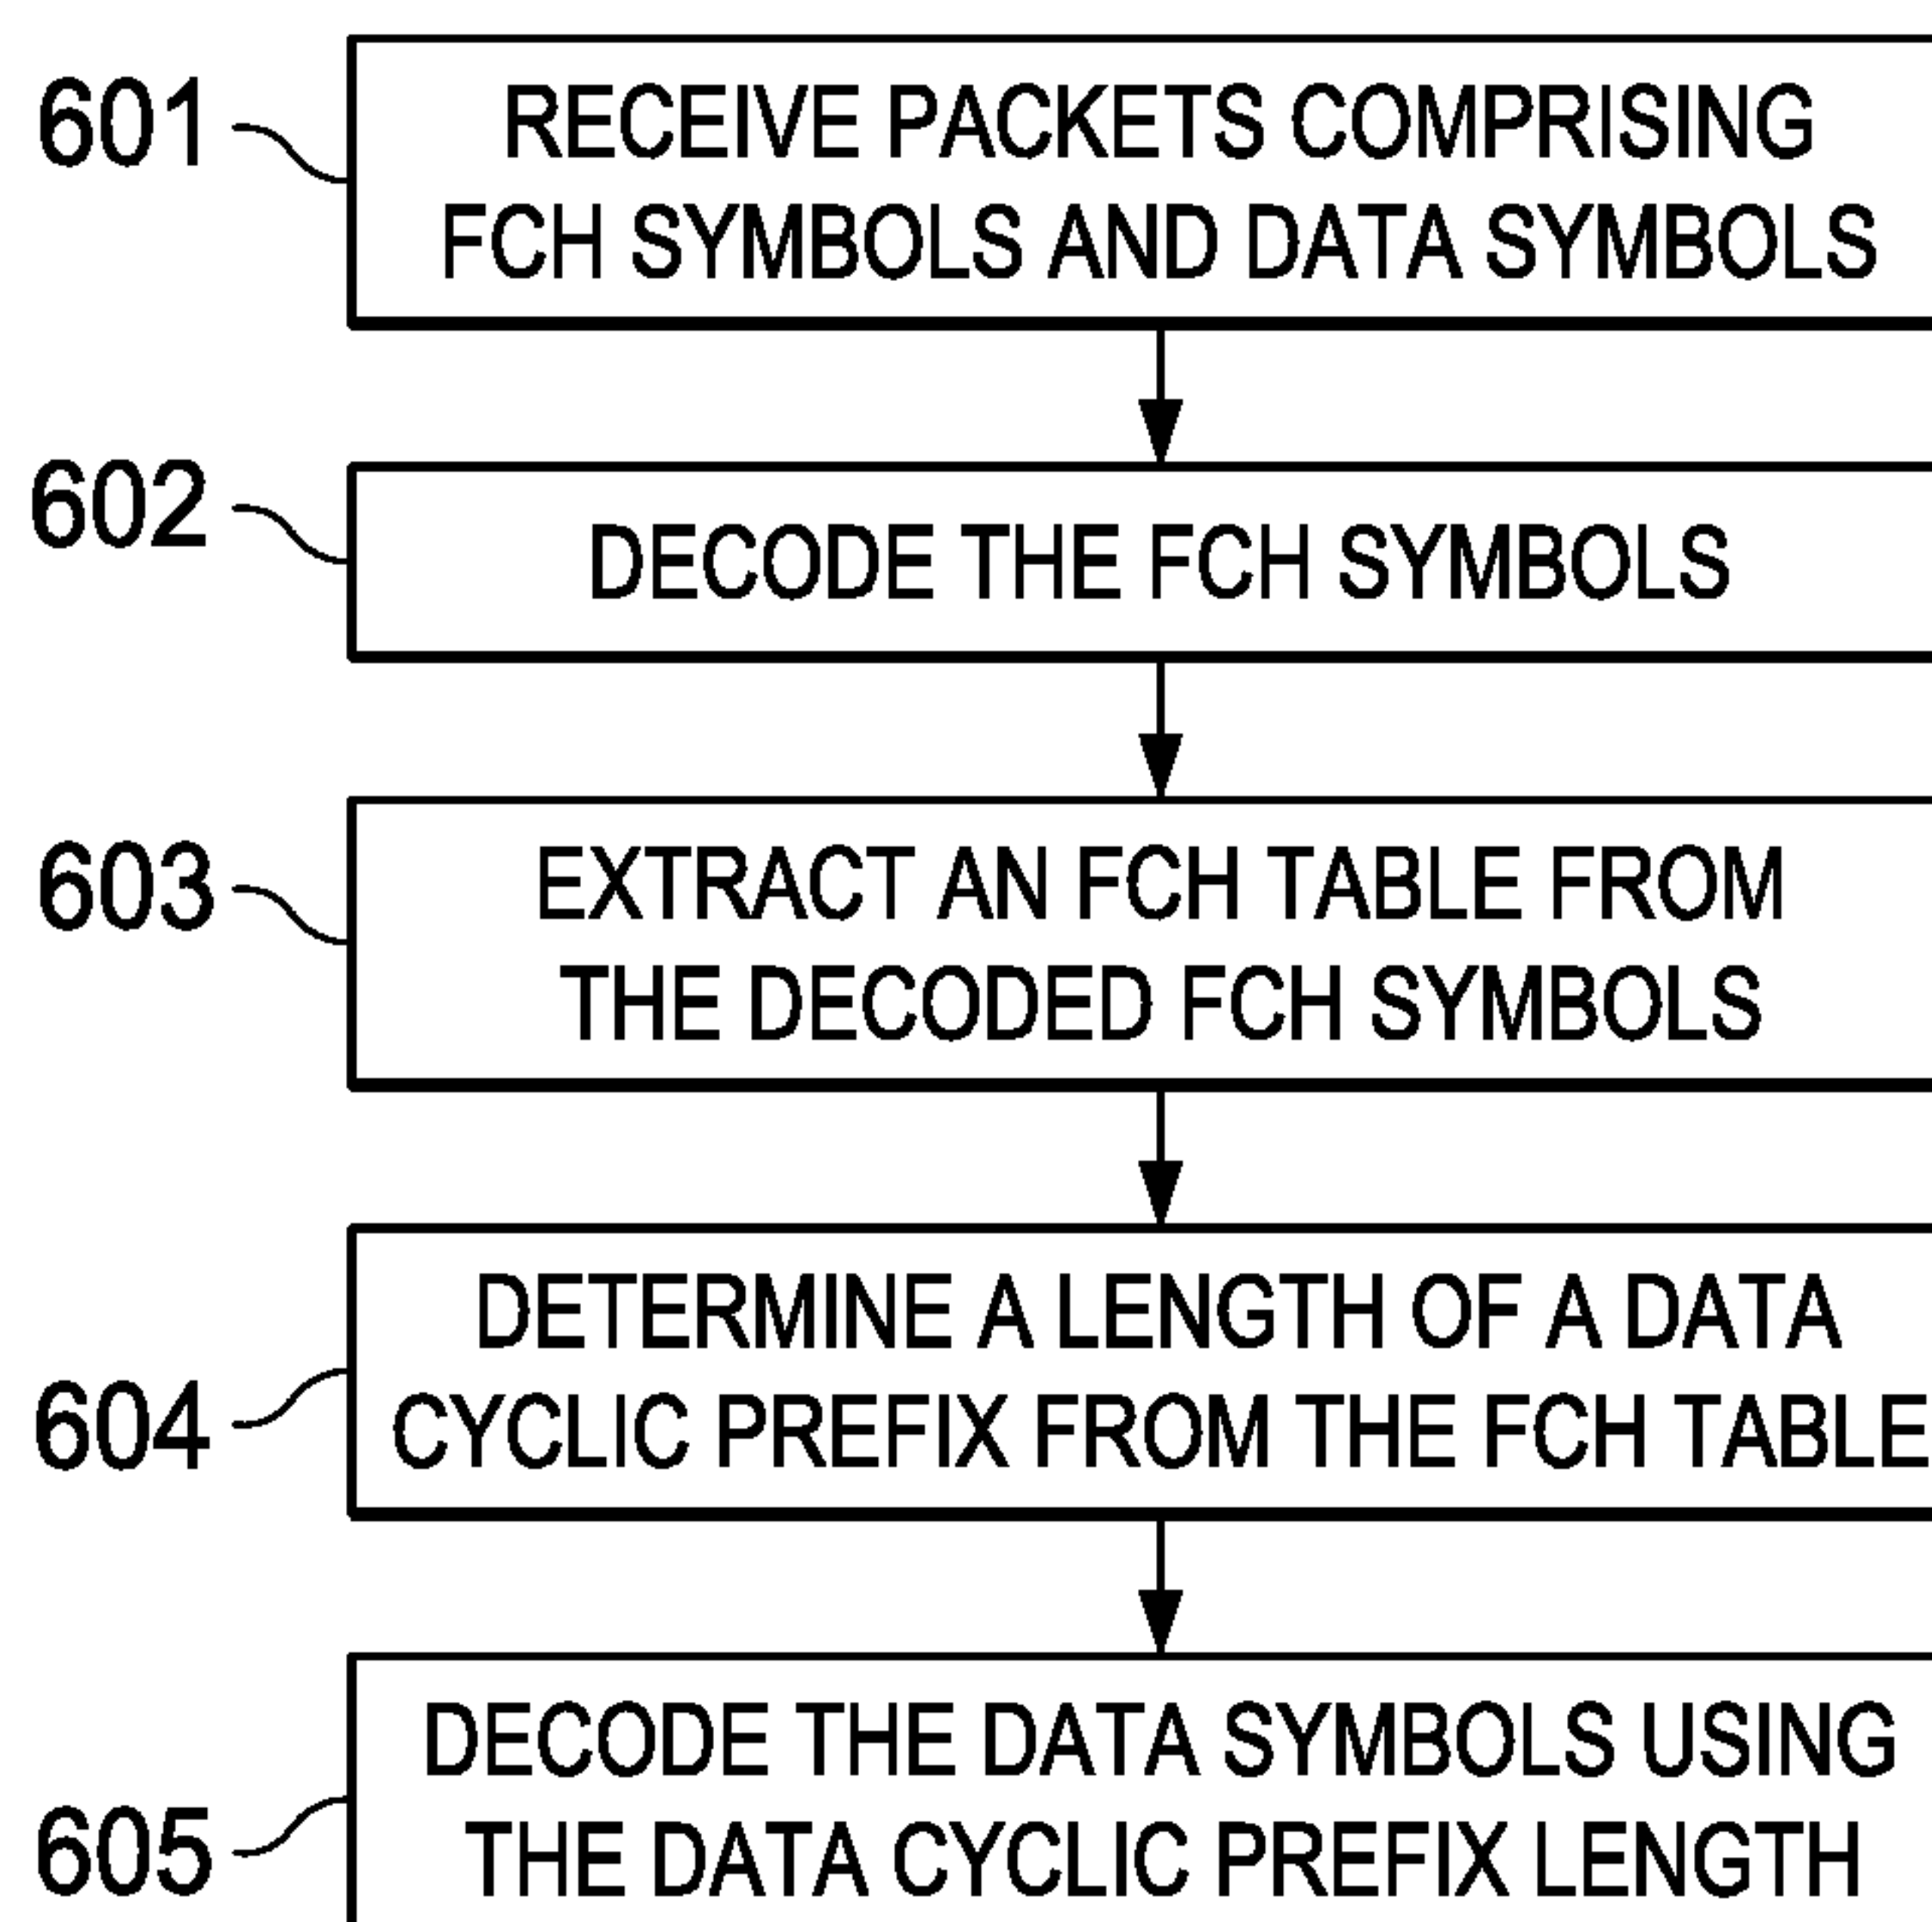 601
RECEIVE PACKETS COMPRISING
FCH SYMBOLS AND DATA SYMBOLS
602
DECODE THE FCH SYMBOLS
603
EXTRACT AN FCH TABLE FROM
THE DECODED FCH SYMBOLS
604
DETERMINE A LENGTH OF A DATA
CYCLIC PREFIX FROM THE FCH TABLE
605
DECODE THE DATA SYMBOLS USING
THE DATA CYCLIC PREFIX LENGTH